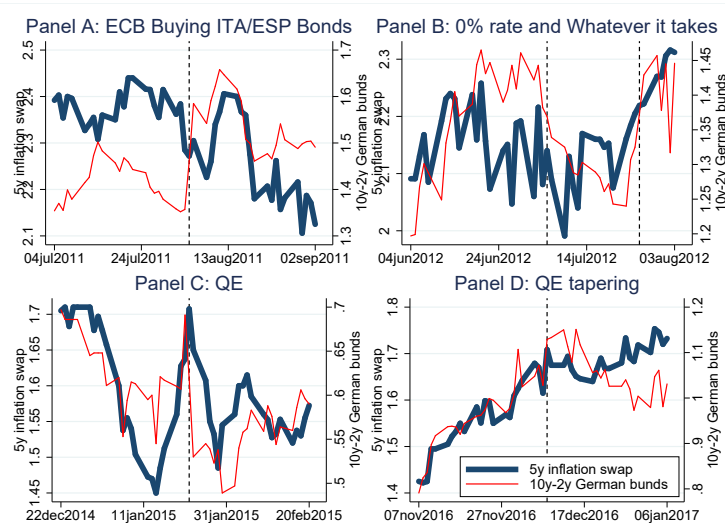 Panel A: ECB Buying ITA/ESP Bonds
2.5
2.4
2.3
2.2
2.1
5y inflation swap
1.7
1.6
1.5
1.4
1.3
10y-2y German bunds
04jul2011 24jul2011 13aug2011 02sep2011
Panel B: 0% rate and Whatever it takes
2.3
2.2
2.1
2
5y inflation swap
1.45
1.4
1.35
1.3
1.25
1.2
10y-2y German bunds
04jun2012 24jun2012 14jul2012 03aug2012
Panel C: QE
1.7
1.65
1.6
1.55
1.5
1.45
5y inflation swap
.7
.65
.6
.55
.5
10y-2y German bunds
22dec2014 11jan2015 31jan2015 20feb2015
Panel D: QE tapering
1.8
1.7
1.6
1.5
1.4
5y inflation swap
1.2
1.1
1
.9
.8
10y-2y German bunds
07nov2016 27nov2016 17dec2016 06jan2017
5y inflation swap
10y-2y German bunds